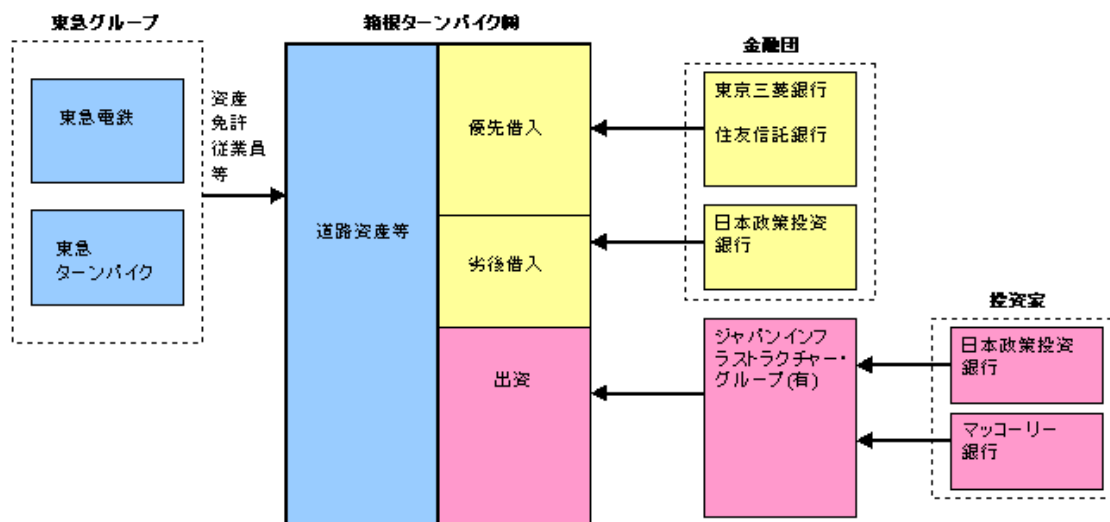 東急グループ
東急電鉄
東急
ターンパイク
資産
免許
従業員
等
箱根ターンパイク㈱
道路資産等
優先借入
劣後借入
出資
金融団
東京三菱銀行
住友信託銀行
日本政策投資
銀行
ジャパンインフ
ラストラクチャー・
グループ(有)
投資家
日本政策投資
銀行
マッコーリー
銀行